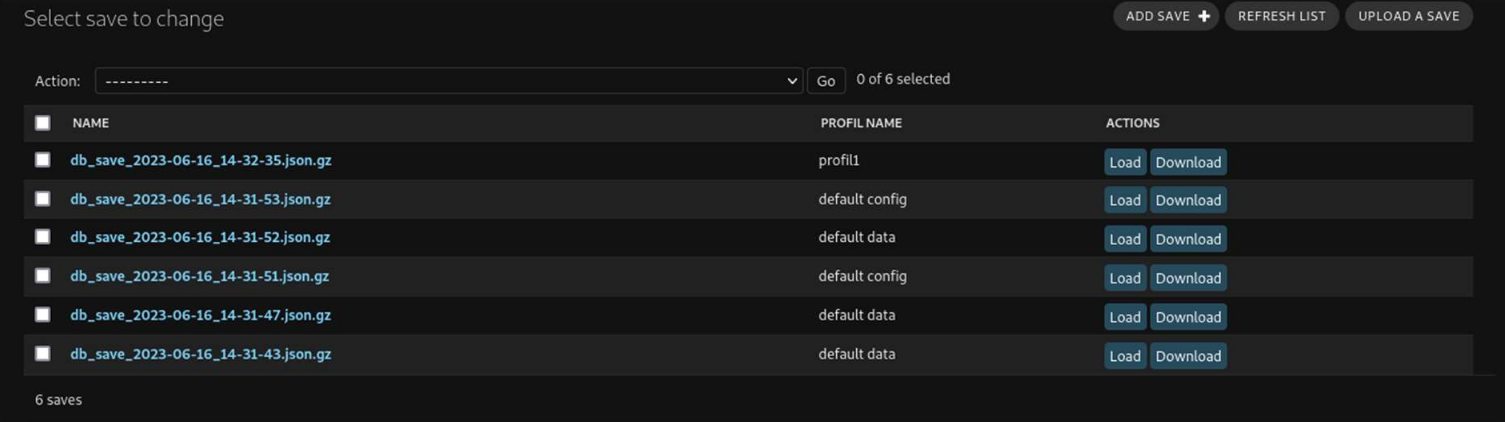 Select save to change
ADD SAVE + REFRESH LIST UPLOAD A SAVE
Action: --------- Go 0 of 6 selected
NAME PROFIL NAME ACTIONS
db_save_2023-06-16_14-32-35.json.gz profil1 Load Download
db_save_2023-06-16_14-31-53.json.gz default config Load Download
db_save_2023-06-16_14-31-52.json.gz default data Load Download
db_save_2023-06-16_14-31-51.json.gz default config Load Download
db_save_2023-06-16_14-31-47.json.gz default data Load Download
db_save_2023-06-16_14-31-43.json.gz default data Load Download
6 saves